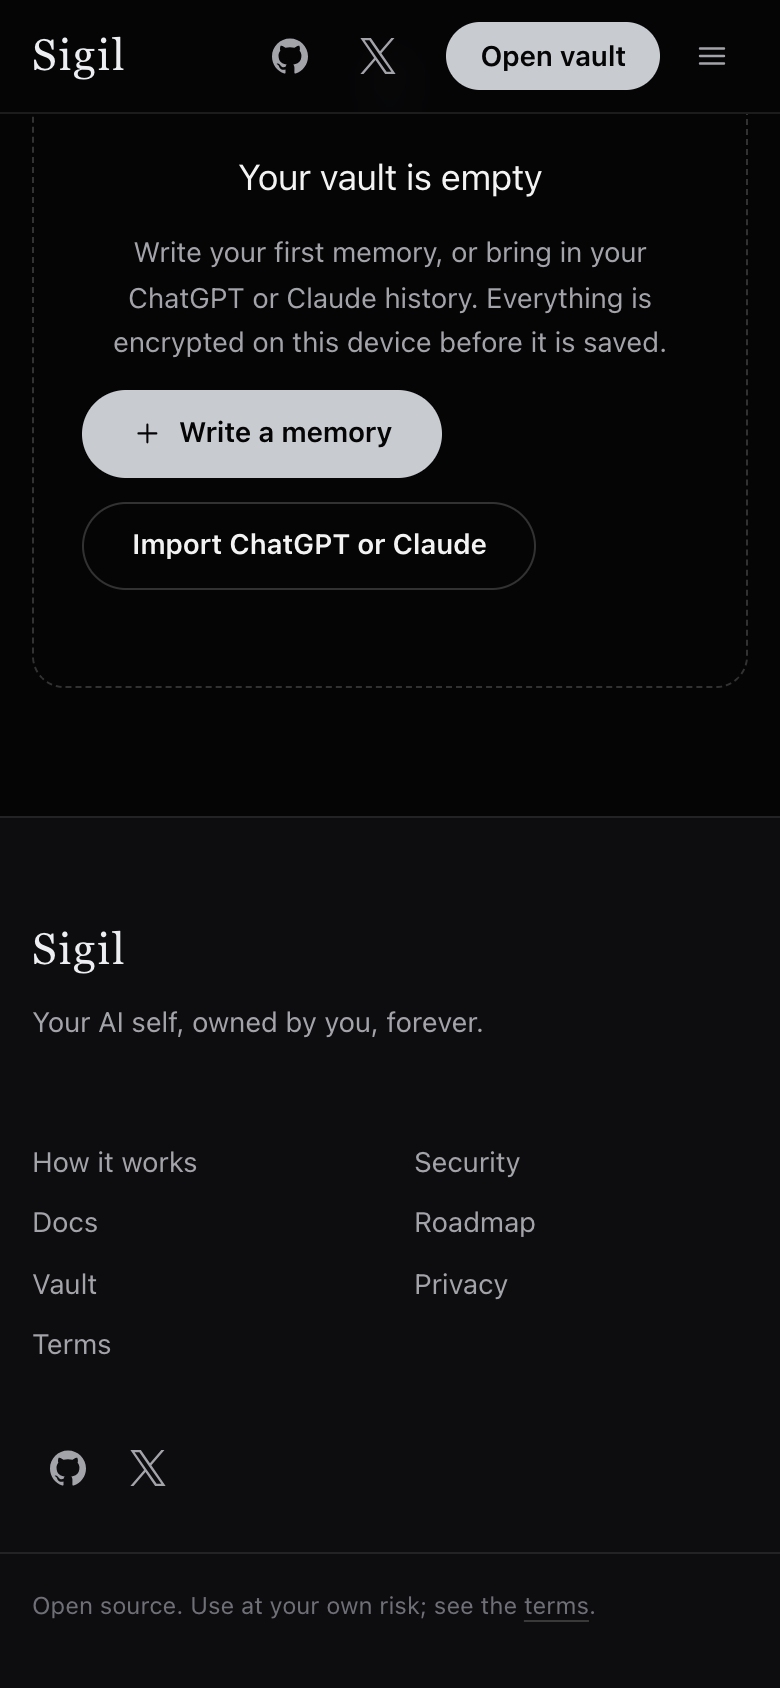 Sigil
Open vault
Your vault is empty
Write your first memory, or bring in your
ChatGPT or Claude history. Everything is
encrypted on this device before it is saved.
+ Write a memory
Import ChatGPT or Claude
Sigil
Your AI self, owned by you, forever.
How it works
Security
Docs
Roadmap
Vault
Privacy
Terms
Open source. Use at your own risk; see the terms.